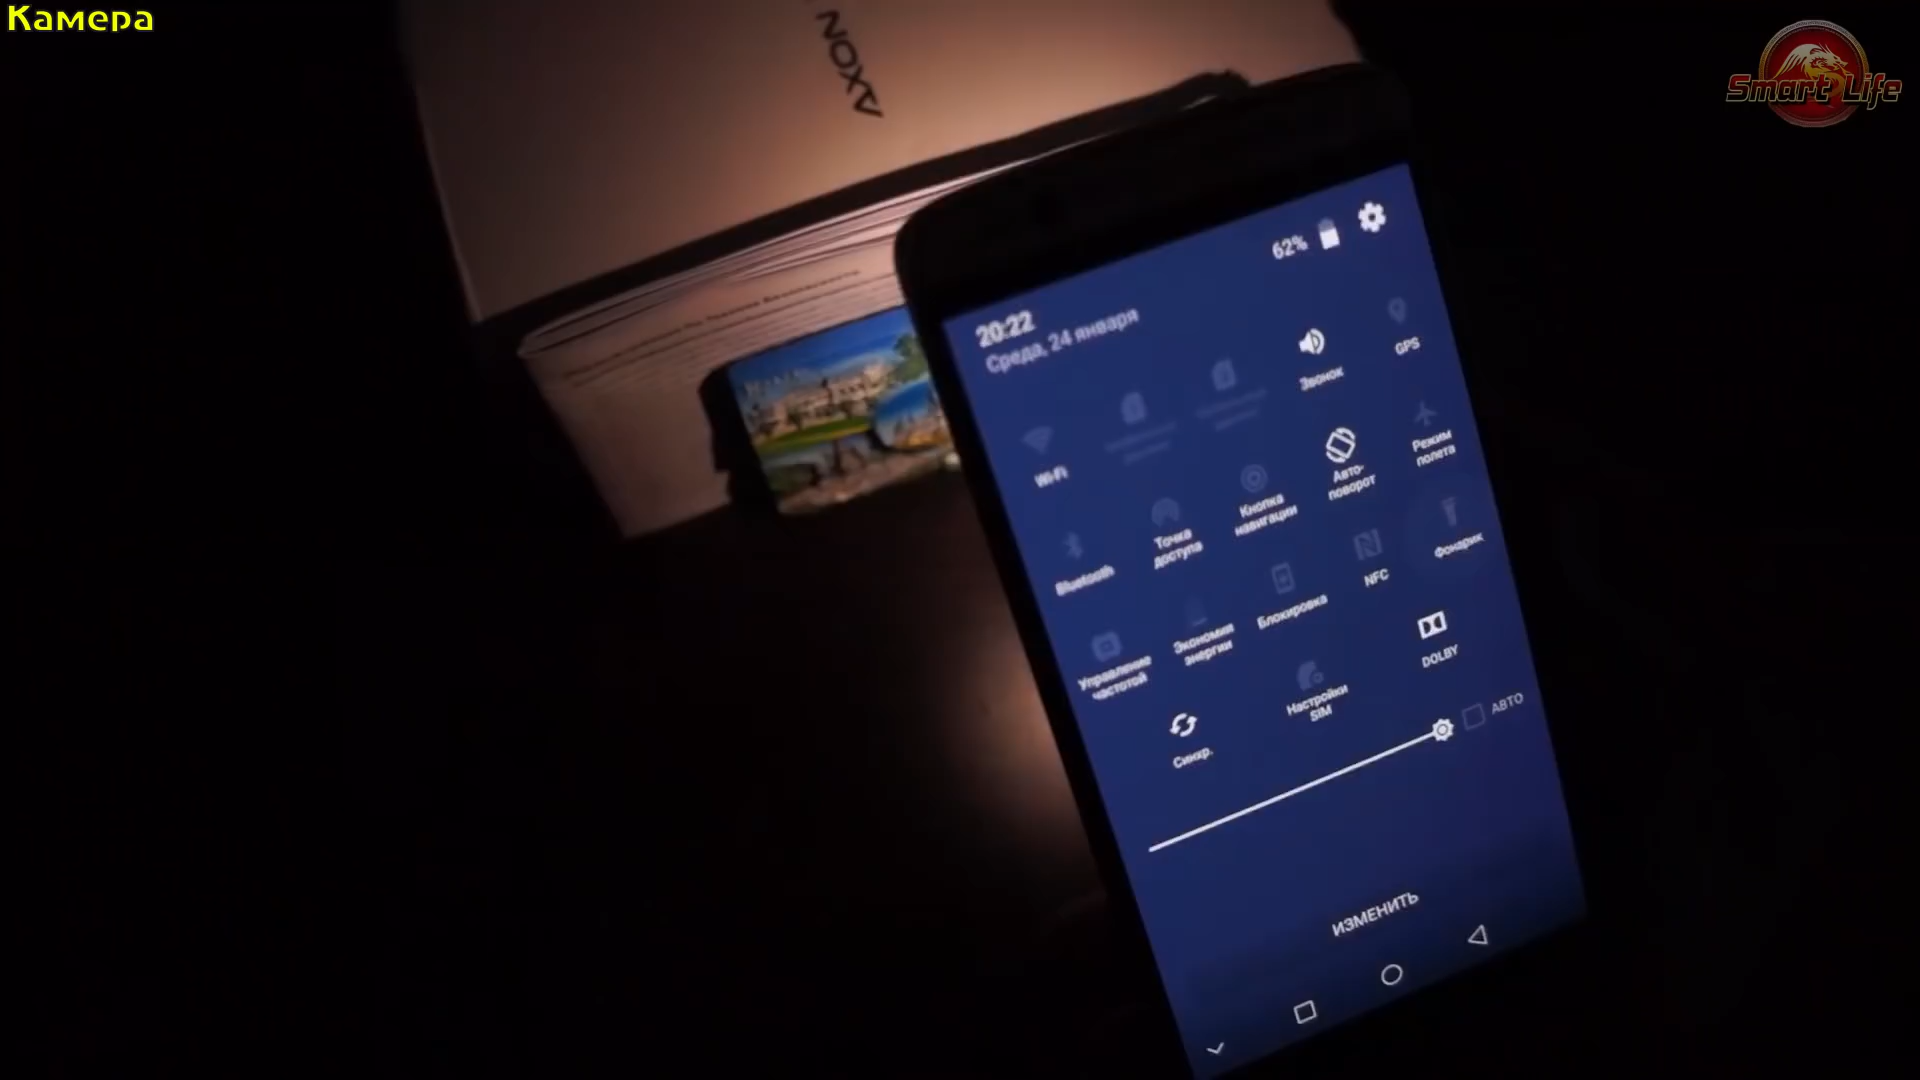 Камера
Smart Life
AXON
62%
20:22
Среда, 24 января
Звонок
GPS
Wi-Fi
Авто-
поворот
Режим
полета
Bluetooth
Точка
доступа
Кнопка
навигации
NFC
Фонарик
Управление
частотой
Экономия
энергии
Блокировка
DOLBY
Синхр.
Настройки
SIM
АВТО
ИЗМЕНИТЬ